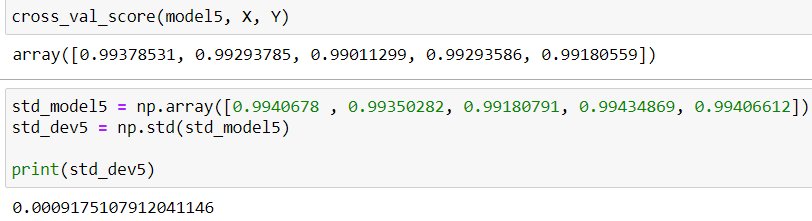 cross_val_score(model5, X, Y)
array([0.99378531, 0.99293785, 0.99011299, 0.99293586, 0.99180559])
std_model5 = np.array([0.9940678 , 0.99350282, 0.99180791, 0.99434869, 0.99406612])
std_dev5 = np.std(std_model5)
print(std_dev5)
0.0009175107912041146